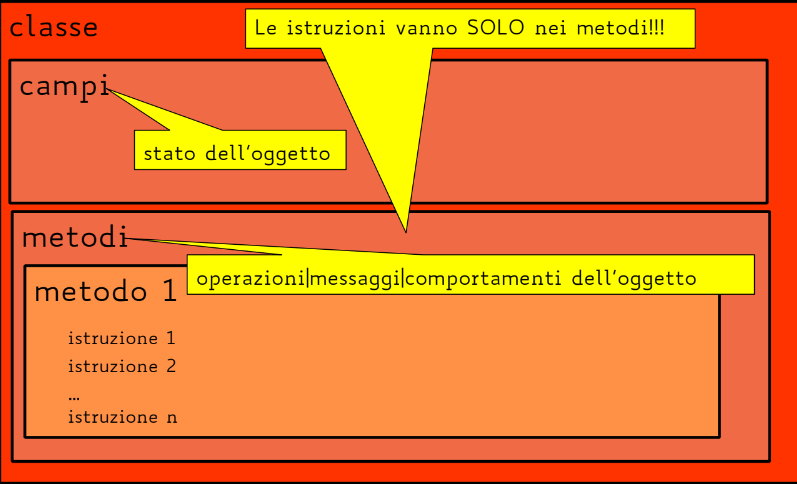 classe
Le istruzioni vanno SOLO nei metodi!!!
campi
stato dell'oggetto
metodi
operazioni|messaggi|comportamenti dell'oggetto
metodo 1
istruzione 1
istruzione 2
...
istruzione n